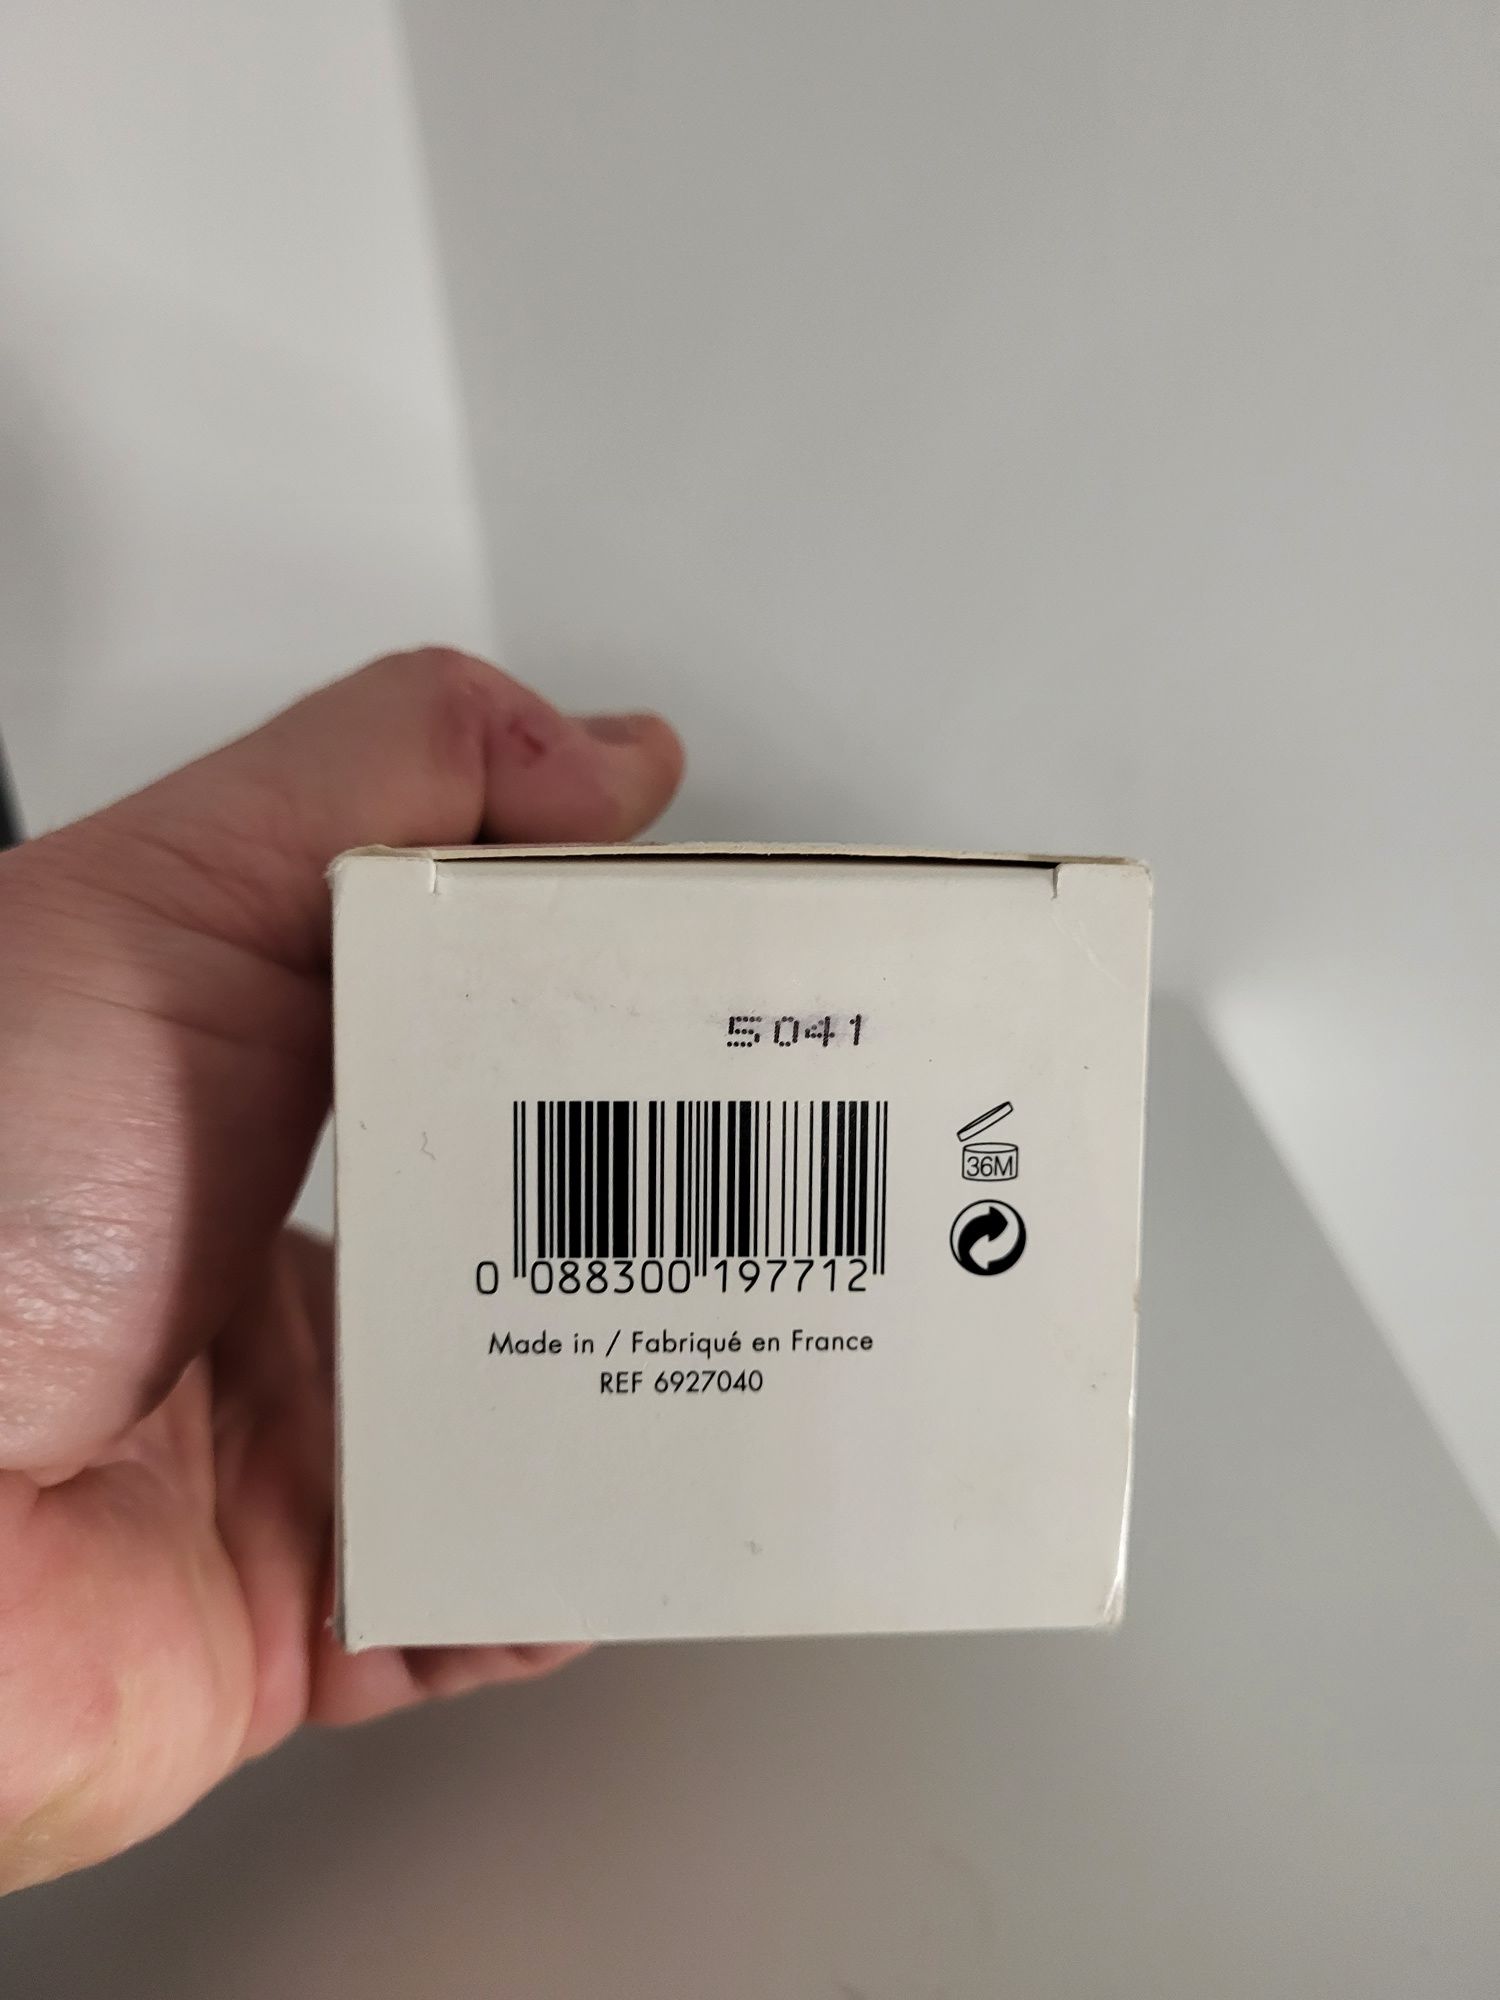 5041
36M
0 088300 197712
Made in / Fabriqué en France
REF 6927040